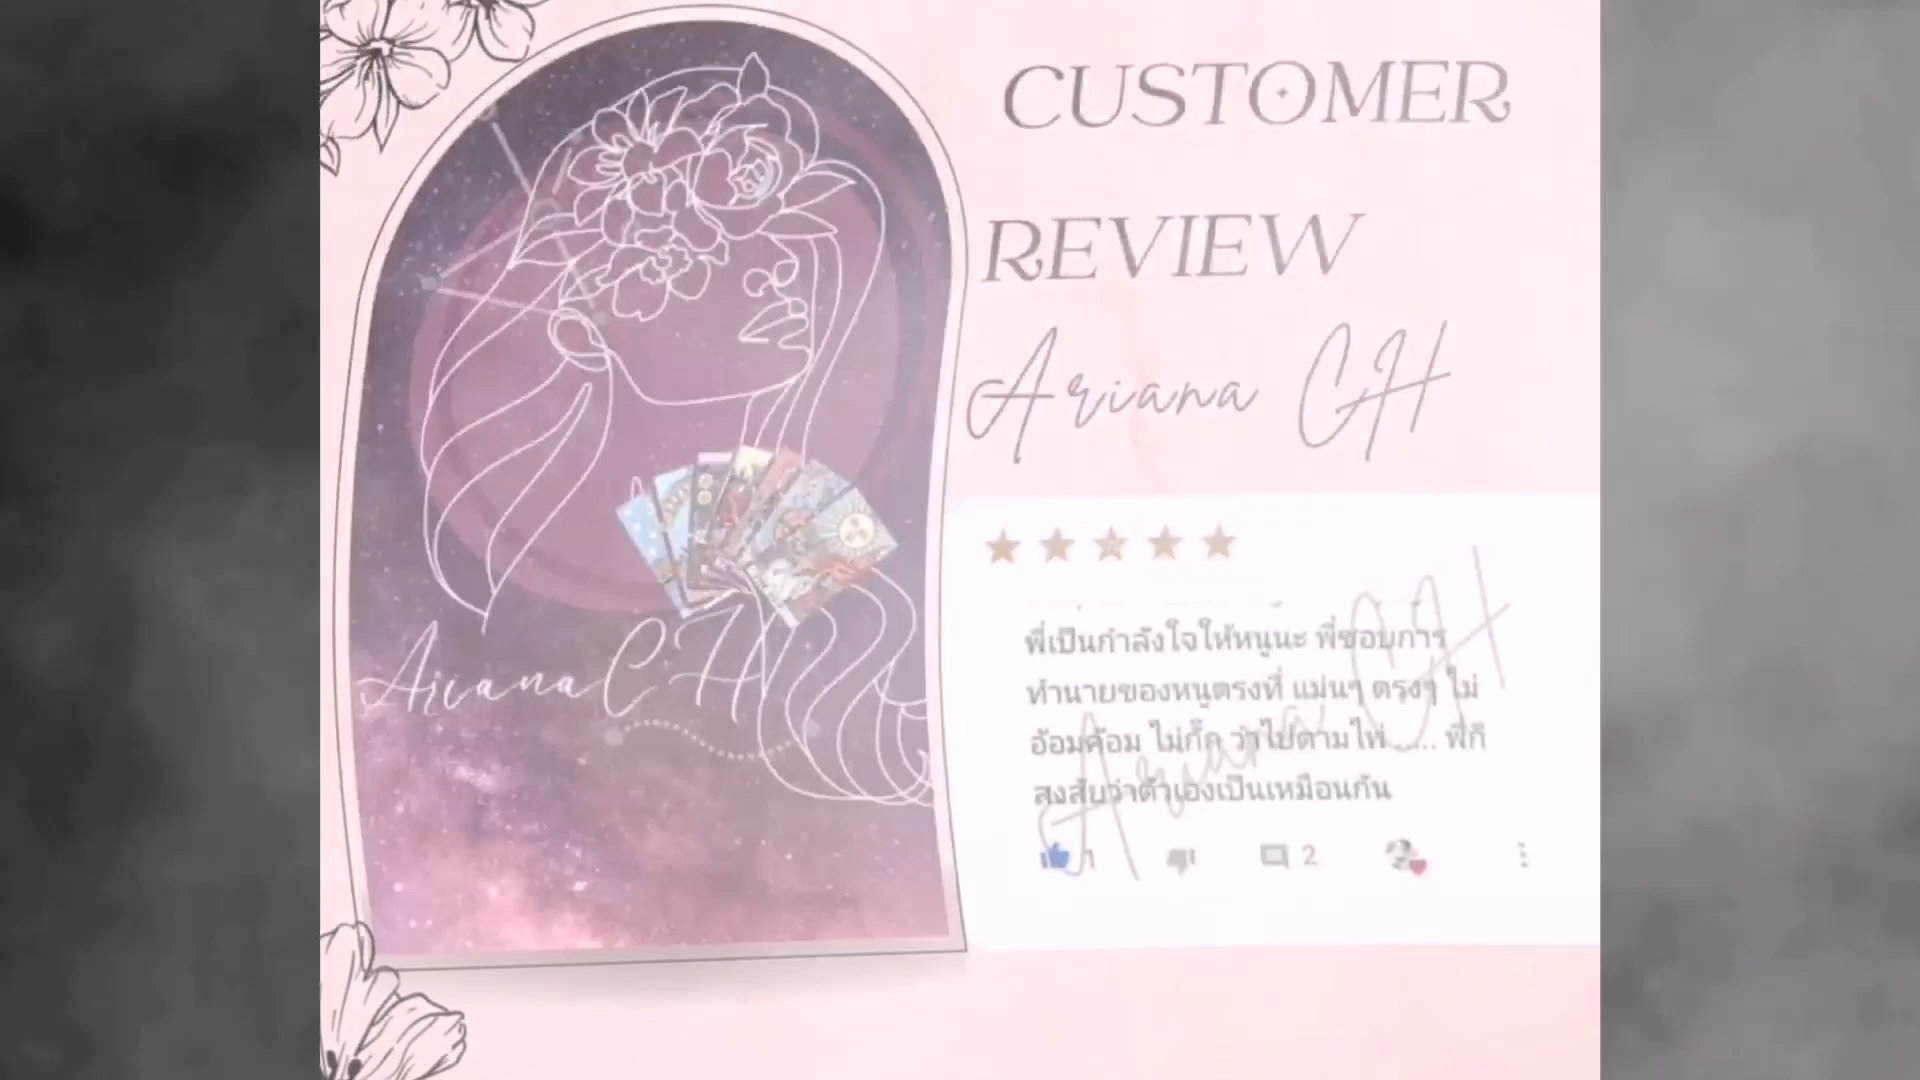 CUSTOMER
REVIEW
Ariana CH
Ariana CH
พี่เป็นกำลังใจให้หนูนะ พี่ชอบการ
ทำนายของหนูตรงที่ แม่นๆ ตรงๆ ไม่
อ้อมค้อม ไม่กั๊ก ว่าไปตามไพ่ ..... พี่ก็
สงสัยว่าตัวเองเป็นเหมือนกัน
Ariana CH
1 2